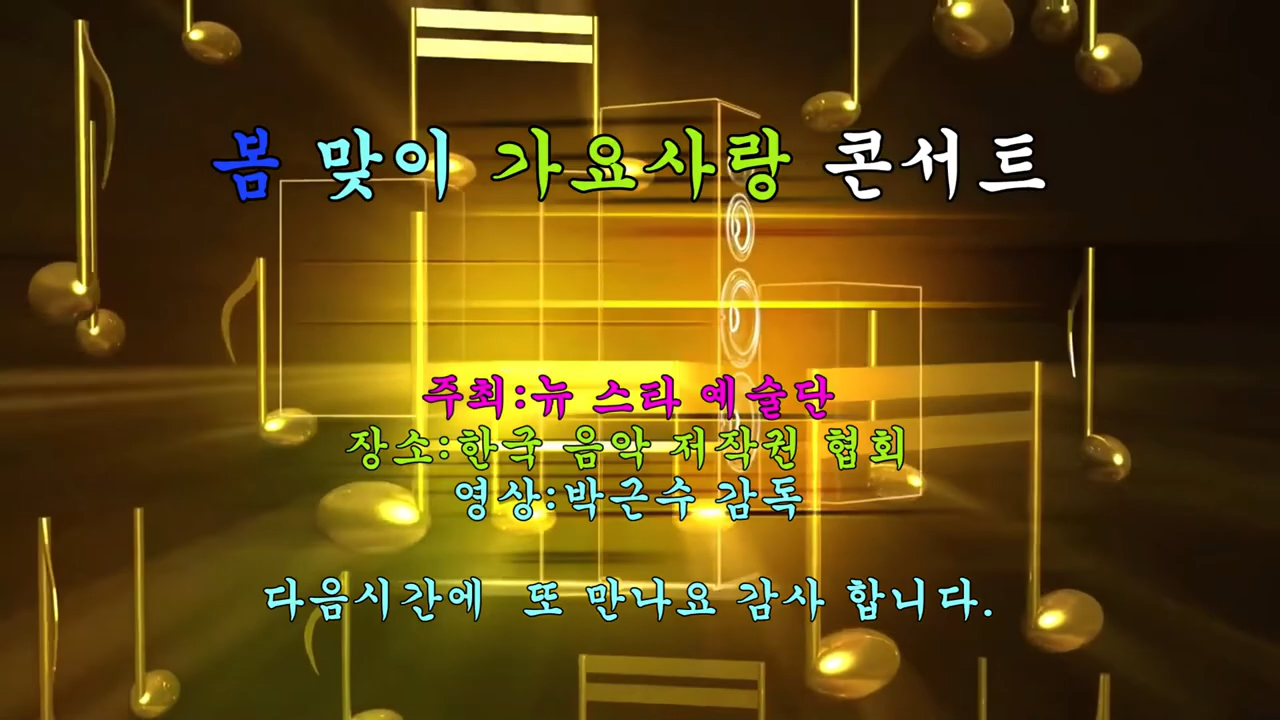 봄 맞이 가요사랑 콘서트
주최:뉴 스타 예술단
장소:한국 음악 저작권 협회
영상:박근수 감독
다음시간에 또 만나요 감사 합니다.